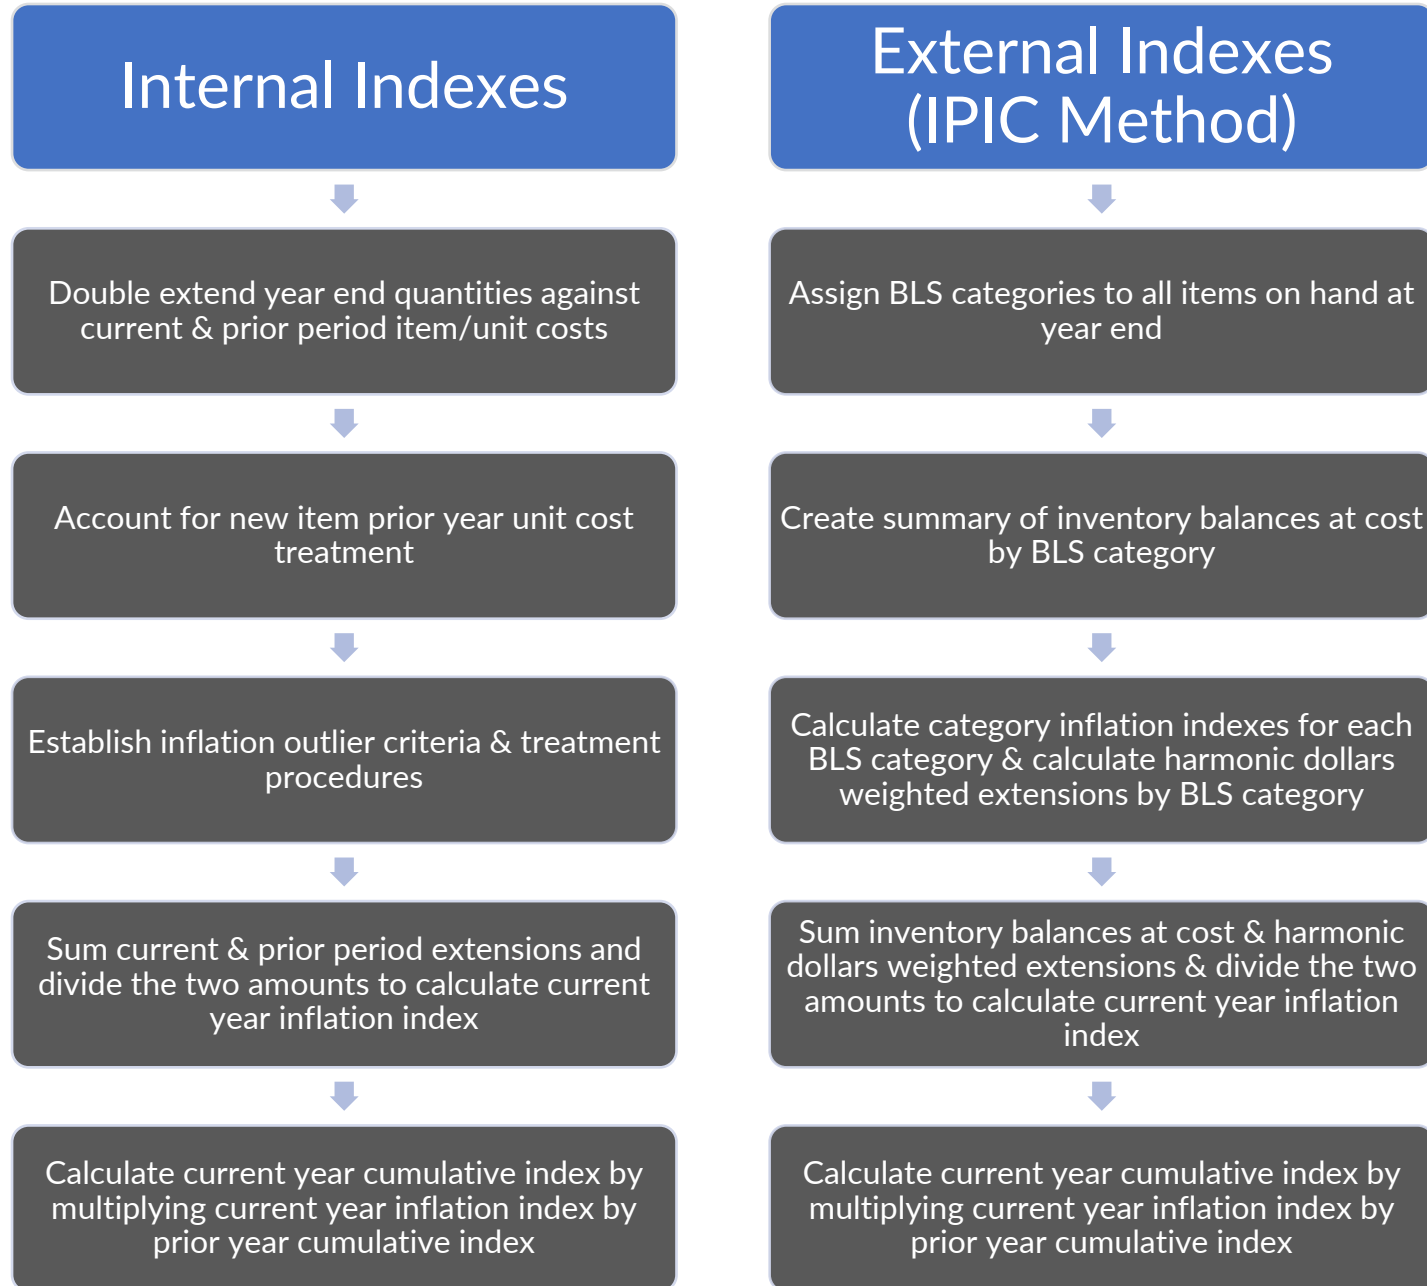 Internal Indexes
Double extend year end quantities against
current & prior period item/unit costs
Account for new item prior year unit cost
treatment
Establish inflation outlier criteria & treatment
procedures
Sum current & prior period extensions and
divide the two amounts to calculate current
year inflation index
Calculate current year cumulative index by
multiplying current year inflation index by
prior year cumulative index
External Indexes
(IPIC Method)
Assign BLS categories to all items on hand at
year end
Create summary of inventory balances at cost
by BLS category
Calculate category inflation indexes for each
BLS category & calculate harmonic dollars
weighted extensions by BLS category
Sum inventory balances at cost & harmonic
dollars weighted extensions & divide the two
amounts to calculate current year inflation
index
Calculate current year cumulative index by
multiplying current year inflation index by
prior year cumulative index